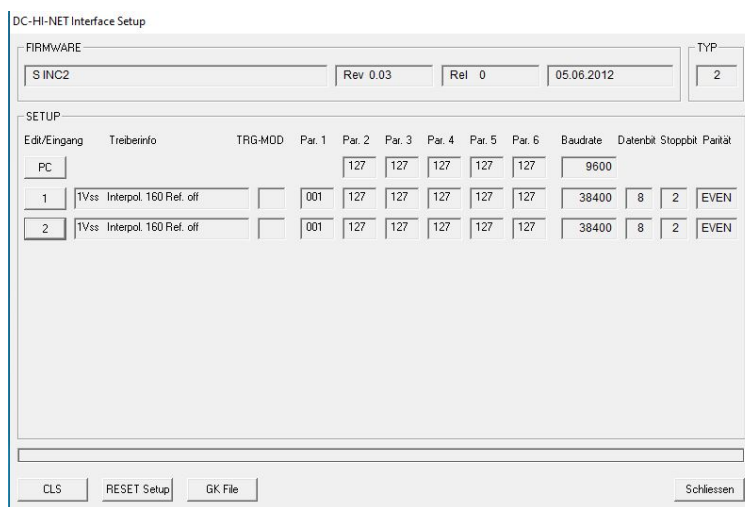 DC-HI-NET Interface Setup
FIRMWARE
TYP
S INC2 Rev 0.03 Rel 0 05.06.2012 2
SETUP
Edit/Eingang Treiberinfo TRG-MOD Par. 1 Par. 2 Par. 3 Par. 4 Par. 5 Par. 6 Baudrate Datenbit Stoppbit Parität
PC 127 127 127 127 127 9600
1 1Vss Interpol. 160 Ref. off 001 127 127 127 127 127 38400 8 2 EVEN
2 1Vss Interpol. 160 Ref. off 001 127 127 127 127 127 38400 8 2 EVEN
CLS RESET Setup GK File Schliessen